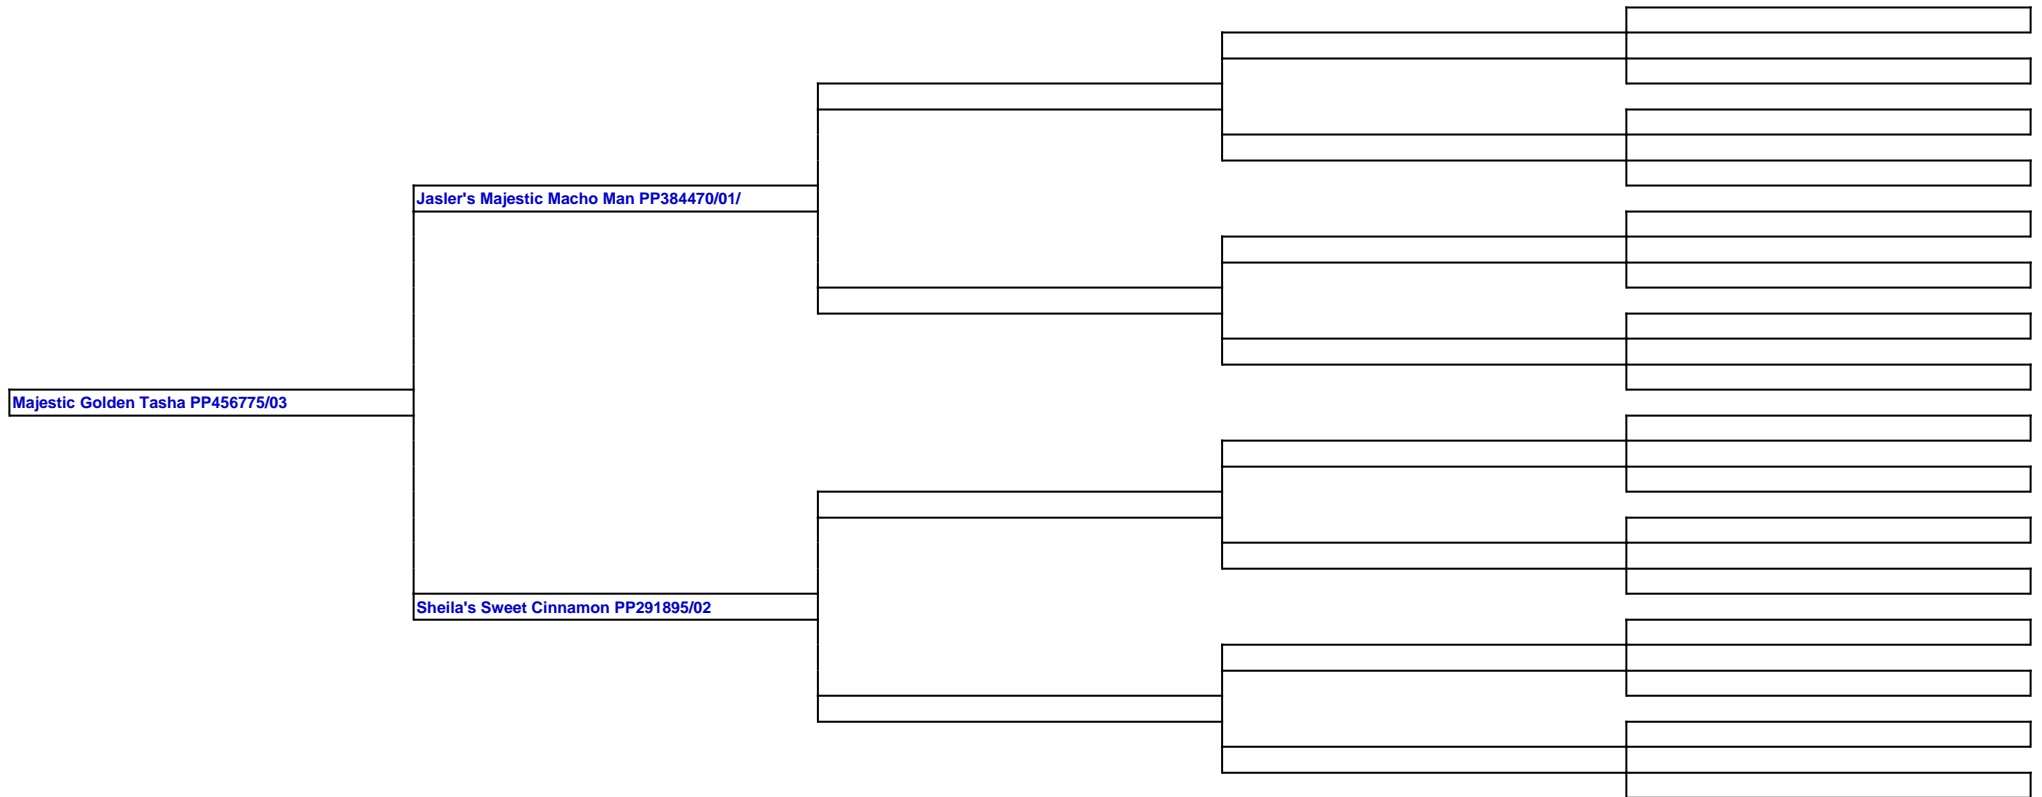 Jasler's Majestic Macho Man PP384470/01/
Majestic Golden Tasha PP456775/03
Sheila's Sweet Cinnamon PP291895/02